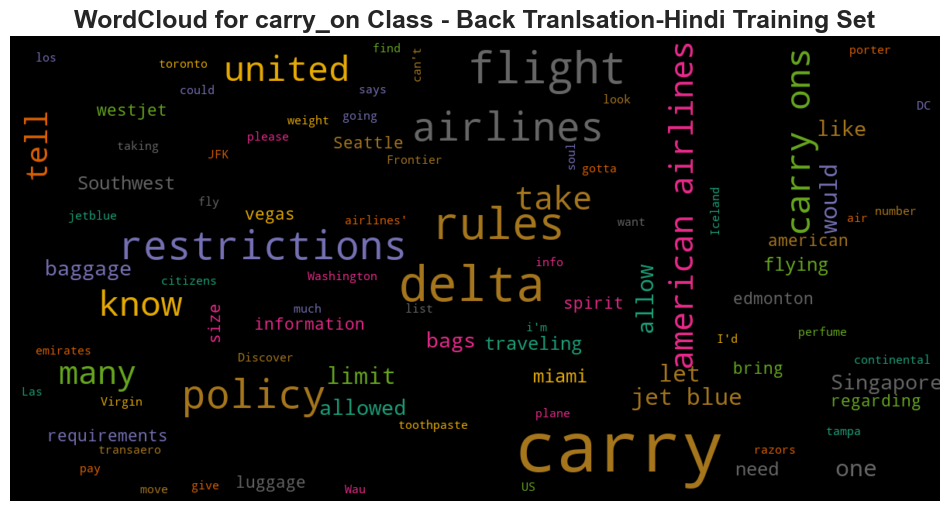 WordCloud for carry_on Class - Back Tranlsation-Hindi Training Set
los
toronto
united
find
can't
flight
american airlines
carry ons
porter
could
says
look
DC
westjet
weight
going
airlines
like
tell
taking
please
Seattle
soul
JFK
Frontier
gotta
Southwest
would
fly
take
Iceland
jetblue
vegas
airlines'
rules
want
air
number
restrictions
american
baggage
citizens
Washington
info
delta
allow
flying
know
size
much
list
spirit
edmonton
information
i'm
I'd
perfume
emirates
Discover
bags
traveling
continental
many
limit
miami
let
bring
Las
Virgin
policy
allowed
jet blue
Singapore
regarding
requirements
toothpaste
plane
carry
tampa
transaero
razors
pay
need
one
move
give
luggage
Wau
US